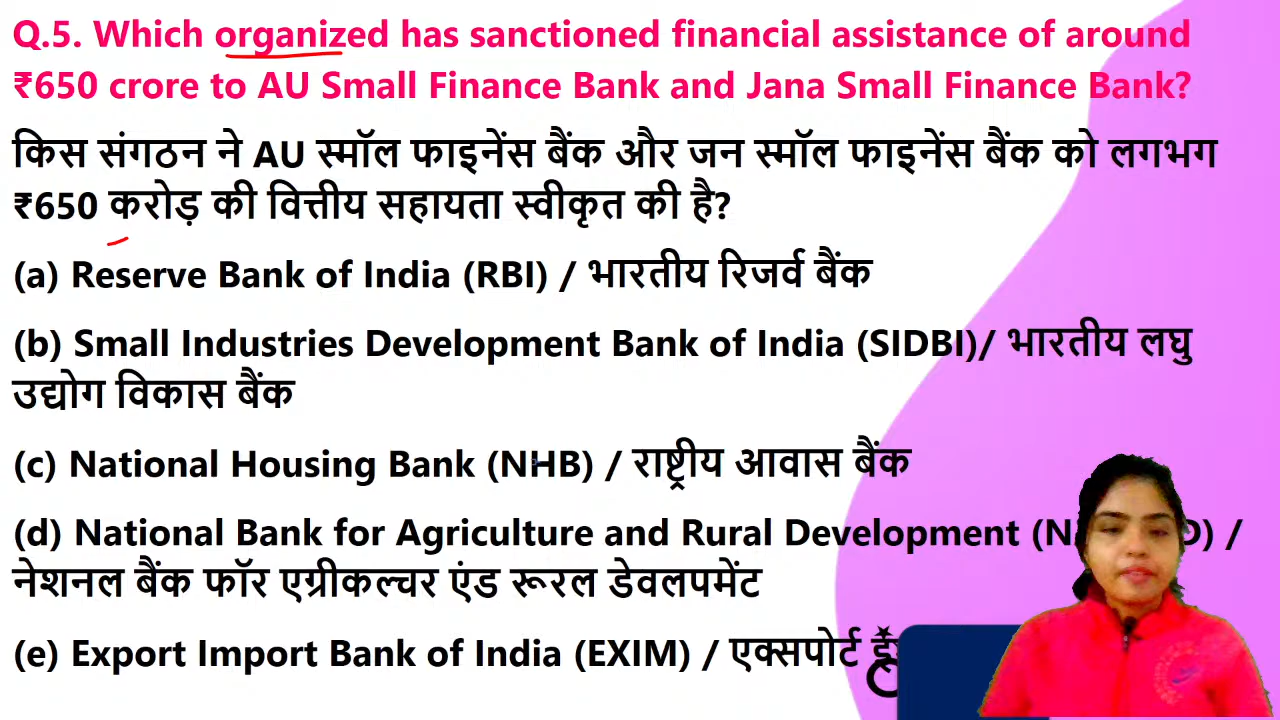 Q.5. Which organized has sanctioned financial assistance of around
₹650 crore to AU Small Finance Bank and Jana Small Finance Bank?
किस संगठन ने AU स्मॉल फाइनेंस बैंक और जन स्मॉल फाइनेंस बैंक को लगभग
₹650 करोड़ की वित्तीय सहायता स्वीकृत की है?
(a) Reserve Bank of India (RBI) / भारतीय रिजर्व बैंक
(b) Small Industries Development Bank of India (SIDBI)/ भारतीय लघु
उद्योग विकास बैंक
(c) National Housing Bank (NHB) / राष्ट्रीय आवास बैंक
(d) National Bank for Agriculture and Rural Development /
नेशनल बैंक फॉर एग्रीकल्चर एंड रूरल डेवलपमेंट
(e) Export Import Bank of India (EXIM) / एक्सपोर्ट